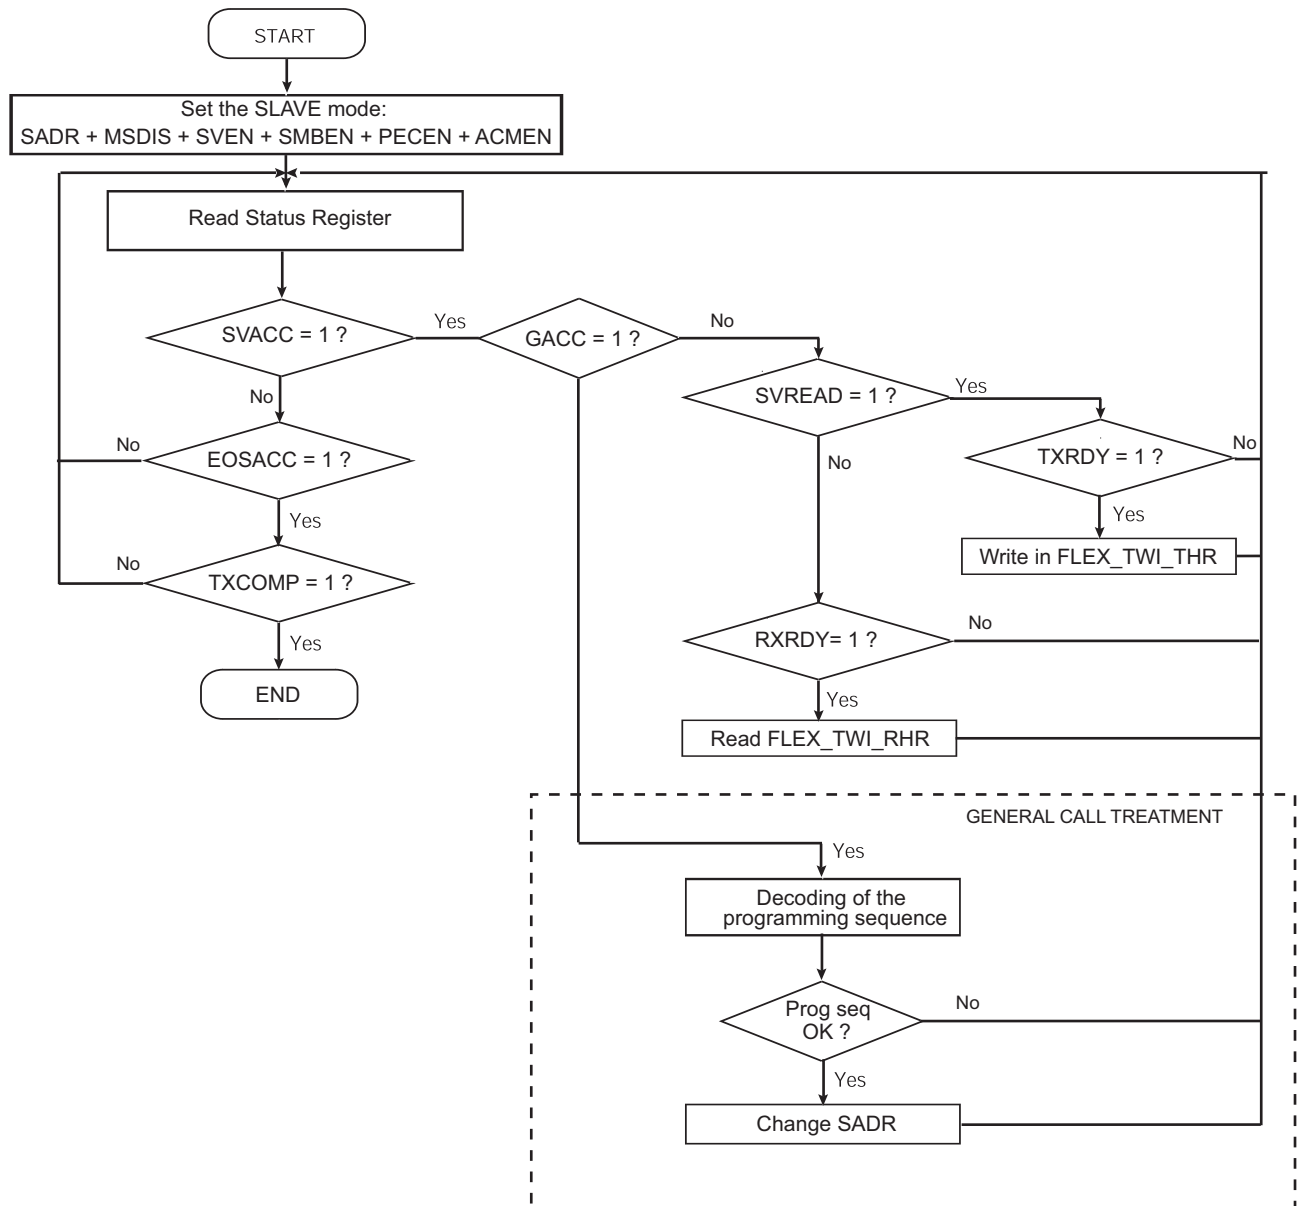 START
Set the SLAVE mode:
SADR + MSDIS + SVEN + SMBEN + PECEN + ACMEN
Read Status Register
SVACC = 1 ?
Yes
GACC = 1 ?
No
SVREAD = 1 ?
Yes
No
No
EOSACC = 1 ?
No
TXRDY = 1 ?
No
Yes
Yes
Write in FLEX_TWI_THR
No
TXCOMP = 1 ?
Yes
RXRDY= 1 ?
No
END
Yes
Read FLEX_TWI_RHR
GENERAL CALL TREATMENT
Yes
Decoding of the
programming sequence
Prog seq
OK ?
No
Yes
Change SADR